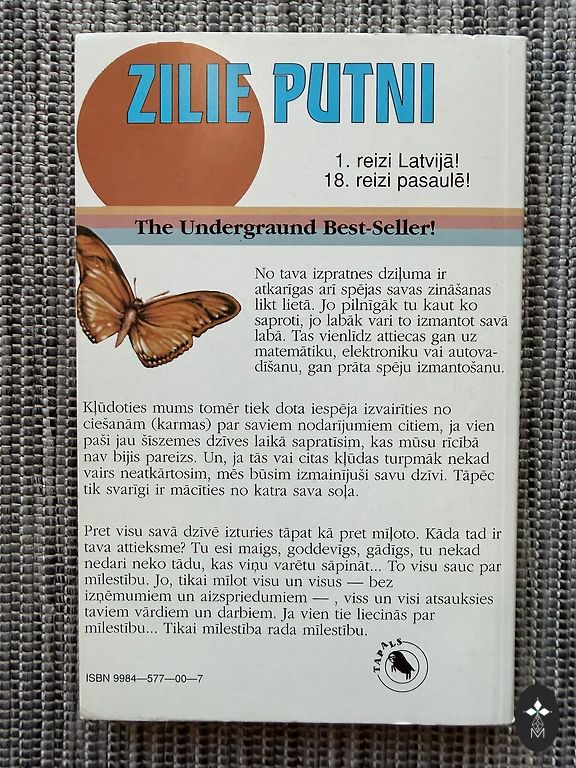 ZILIE PUTNI
1. reizi Latvijā!
18. reizi pasaulē!
The Undergraund Best-Seller!
No tava izpratnes dziļuma ir
atkarīgas arī spējas savas zināšanas
likt lietā. Jo pilnīgāk tu kaut ko
saproti, jo labāk vari to izmantot savā
labā. Tas vienlīdz attiecas gan uz
matemātiku, elektroniku vai autova-
dīšanu, gan prāta spēju izmantošanu.
Kļūdoties mums tomēr tiek dota iespēja izvairīties no
ciešanām (karmas) par saviem nodarījumiem citiem, ja vien
paši jau šīszemes dzīves laikā sapratīsim, kas mūsu rīcībā
nav bijis pareizs. Un, ja tās vai citas kļūdas turpmāk nekad
vairs neatkārtosim, mēs būsim izmainījuši savu dzīvi. Tāpēc
tik svarīgi ir mācīties no katra sava soļa.
Pret visu savā dzīvē izturies tāpat kā pret mīļoto. Kāda tad ir
tava attieksme? Tu esi maigs, goddevīgs, gādīgs, tu nekad
nedari neko tādu, kas viņu varētu sāpināt... To visu sauc par
mīlestību. Jo, tikai mīlot visu un visus — bez
izņēmumiem un aizspriedumiem — , viss un visi atsauksies
taviem vārdiem un darbiem. Ja vien tie liecinās par
mīlestību... Tikai mīlestība rada mīlestību.
TAPALS
ISBN 9984—577—00—7